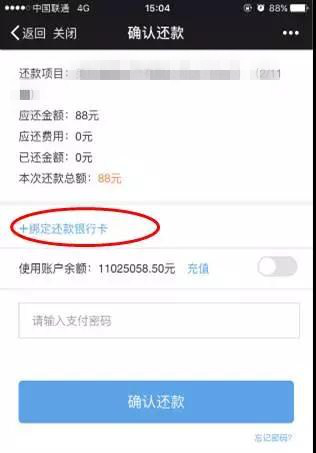 中国联通 4G 15:04 88%
返回 关闭 确认还款
还款项目： (2/11
期)
应还金额：88元
应还费用：0元
已还金额：0元
本次还款总额：88元
+绑定还款银行卡
使用账户余额：11025058.50元 充值
请输入支付密码
确认还款
忘记密码?